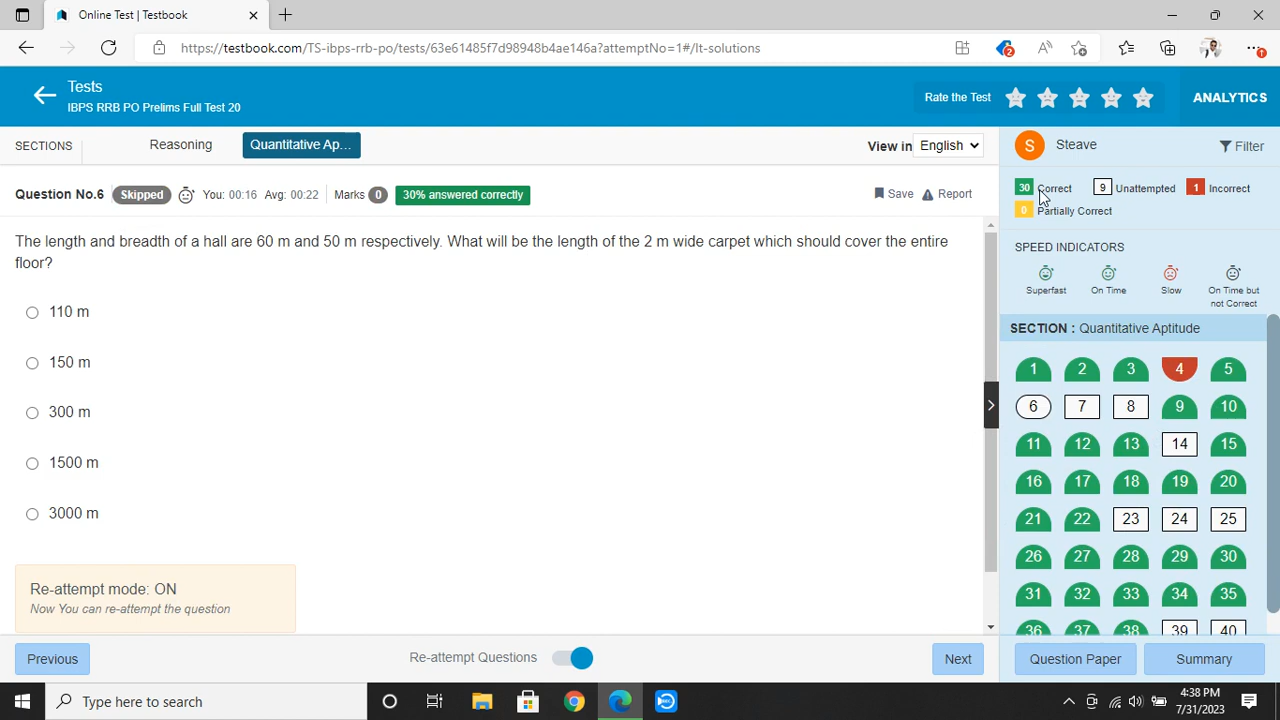 Online Test | Testbook
https://testbook.com/TS-ibps-rrb-po/tests/63e61485f7d98948b4ae146a?attemptNo=1#/lt-solutions
2
Tests
IBPS RRB PO Prelims Full Test 20
Rate the Test
ANALYTICS
SECTIONS
Reasoning
Quantitative Ap...
View in
English
S
Steave
Filter
Question No.6
Skipped
You: 00:16 Avg: 00:22
Marks 0
30% answered correctly
Save
Report
30 Correct 9 Unattempted 1 Incorrect
0 Partially Correct
The length and breadth of a hall are 60 m and 50 m respectively. What will be the length of the 2 m wide carpet which should cover the entire
floor?
110 m
150 m
300 m
1500 m
3000 m
Re-attempt mode: ON
Now You can re-attempt the question
SPEED INDICATORS
Superfast On Time Slow On Time but
not Correct
SECTION : Quantitative Aptitude
1 2 3 4 5
6 7 8 9 10
11 12 13 14 15
16 17 18 19 20
21 22 23 24 25
26 27 28 29 30
31 32 33 34 35
36 37 38 39 40
Previous
Re-attempt Questions
Next
Question Paper
Summary
Type here to search
4:38 PM
7/31/2023